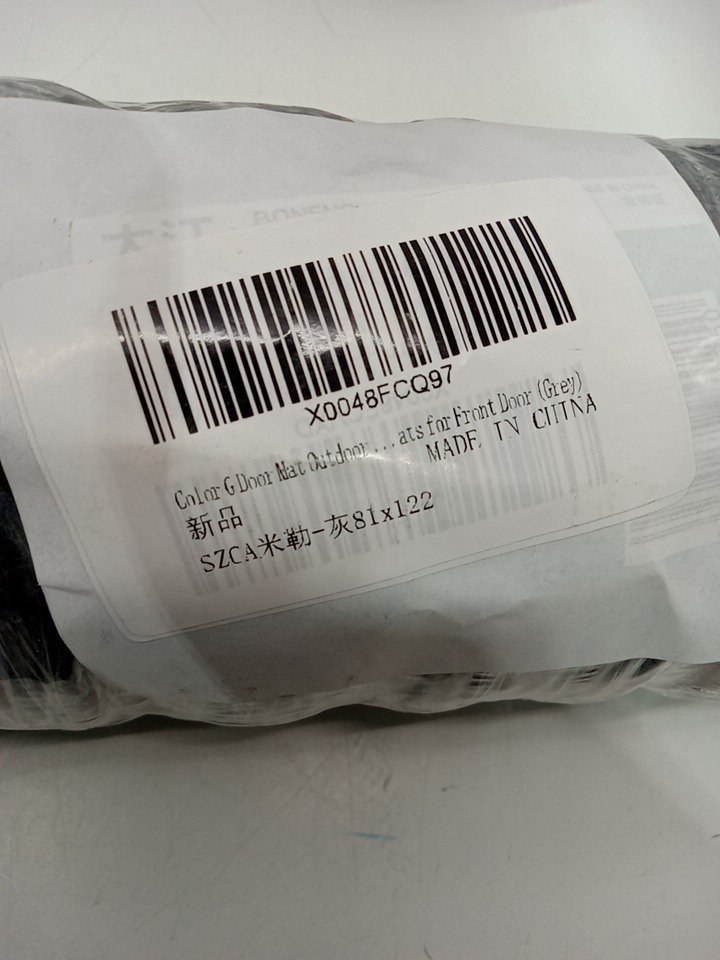 X0048FCQ97
Color G Door Mat Outdoor...ats for Front Door (Grey)
MADE IN CHINA
新品
SZCA米勒-灰81x122